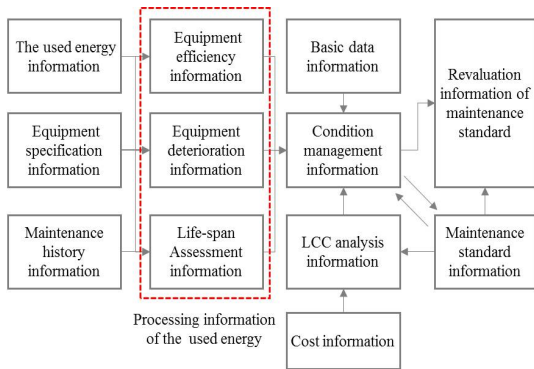 The used energy
information
Equipment
efficiency
information
Basic data
information
Revaluation
information of
maintenance
standard
Equipment
specification
information
Equipment
deterioration
information
Condition
management
information
Maintenance
history
information
Life-span
Assessment
information
LCC analysis
information
Maintenance
standard
information
Processing information
of the used energy
Cost information